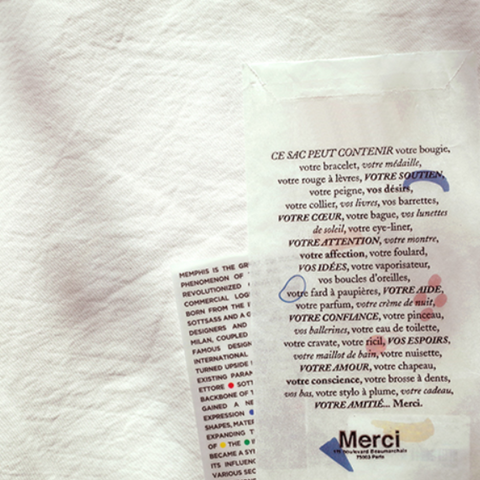 CE SAC PEUT CONTENIR votre bougie,
votre bracelet, votre médaille,
votre rouge à lèvres, VOTRE SOUTIEN,
votre peigne, vos désirs,
votre collier, vos livres, vos barrettes,
VOTRE CŒUR, votre bague, vos lunettes
de soleil, votre eye-liner,
VOTRE ATTENTION, votre montre,
votre affection, votre foulard,
VOS IDÉES, votre vaporisateur,
vos boucles d'oreilles,
votre fard à paupières, VOTRE AIDE,
votre parfum, votre crème de nuit,
VOTRE CONFIANCE, votre pinceau,
vos ballerines, votre eau de toilette,
votre cravate, votre ricil, VOS ESPOIRS,
votre maillot de bain, votre nuisette,
VOTRE AMOUR, votre chapeau,
votre conscience, votre brosse à dents,
vos bas, votre stylo à plume, votre cadeau,
VOTRE AMITIÉ... Merci.
Merci
111 boulevard Beaumarchais
75003 Paris
MEMPHIS IS THE GR
PHENOMENON OF
REVOLUTIONIZED
COMMERCIAL LOG
BORN FROM THE E
SOTTSASS AND A G
DESIGNERS AND
MILAN, COUPLED
FAMOUS DESIGN
INTERNATIONAL
TURNED UPSIDE
EXISTING PARAM
ETTORE SOTT
BACKBONE OF
GAINED A NE
EXPRESSION
SHAPES, MATER
EXPANDING T
OF THE
BECAME A SY
ITS INFLUENC
VARIOUS SEC